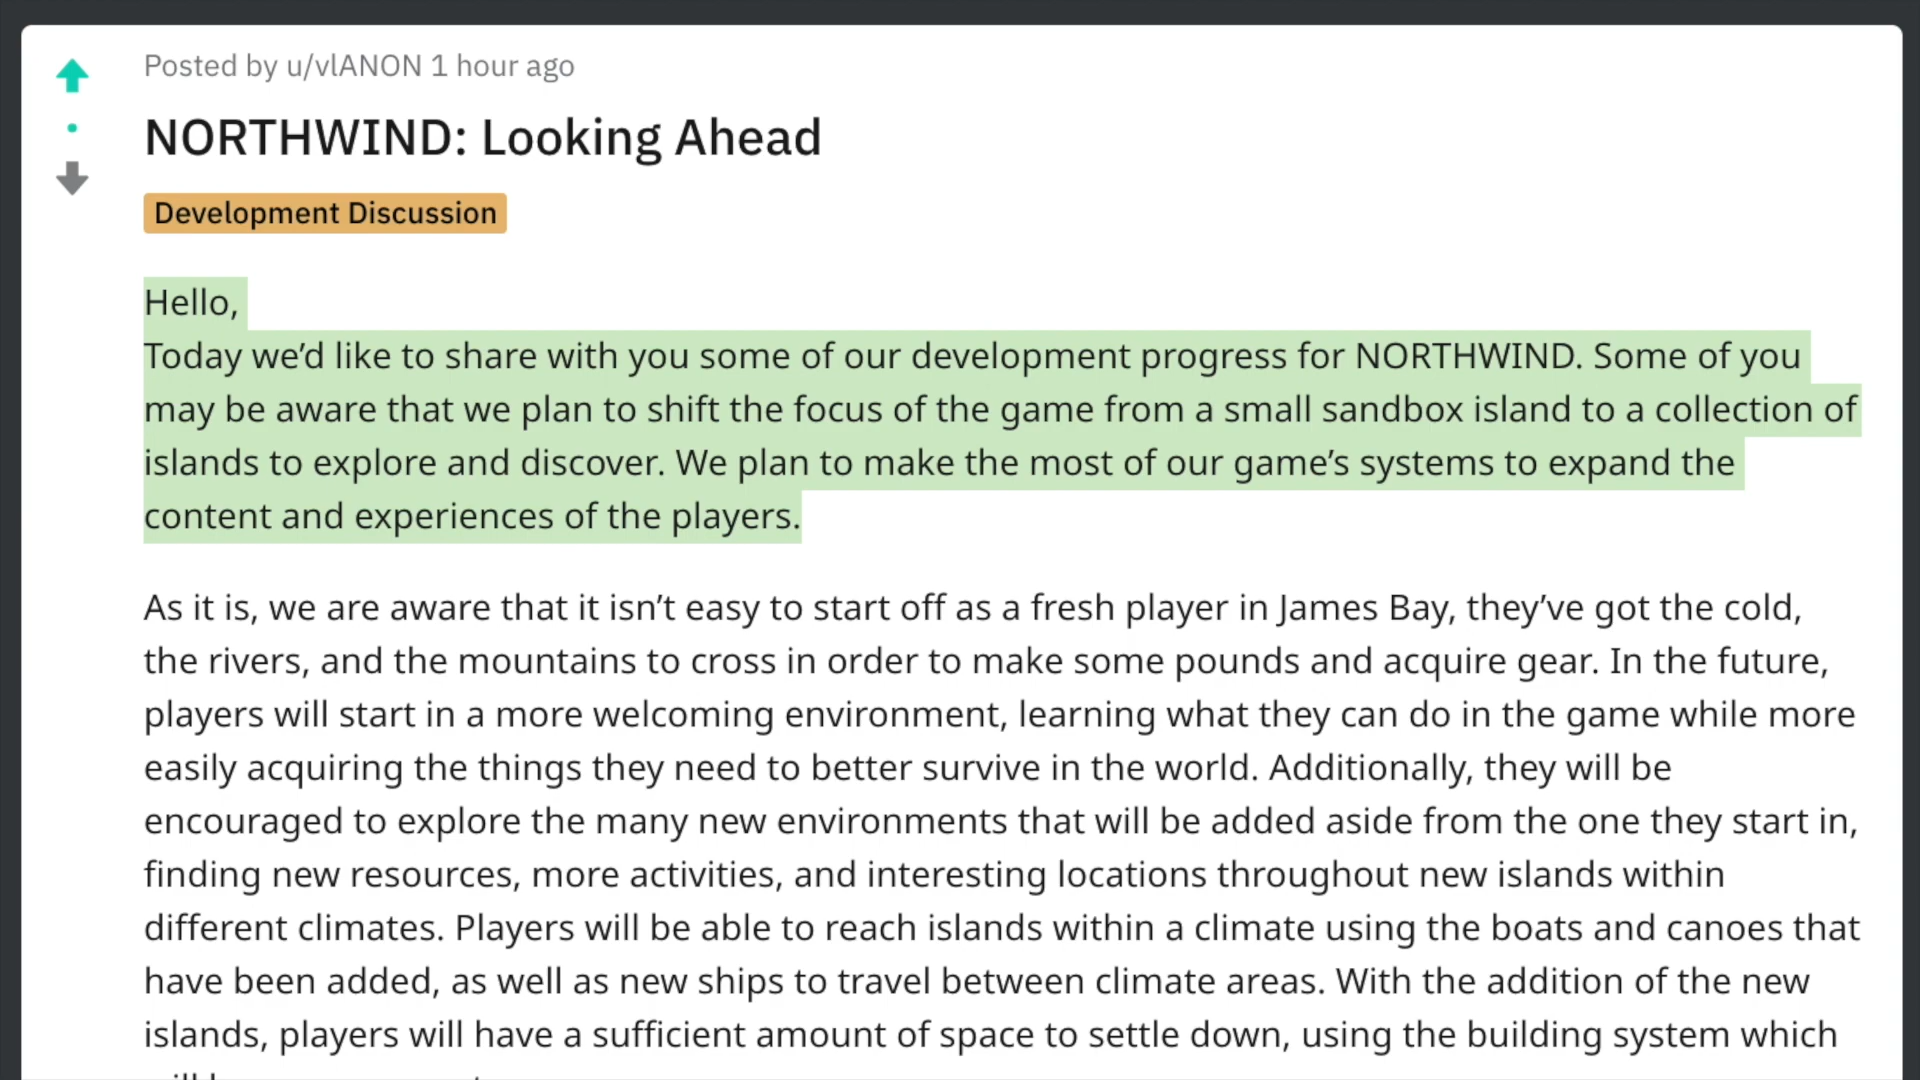 Posted by u/vlANON 1 hour ago
NORTHWIND: Looking Ahead
Development Discussion
Hello,
Today we’d like to share with you some of our development progress for NORTHWIND. Some of you
may be aware that we plan to shift the focus of the game from a small sandbox island to a collection of
islands to explore and discover. We plan to make the most of our game’s systems to expand the
content and experiences of the players.
As it is, we are aware that it isn’t easy to start off as a fresh player in James Bay, they’ve got the cold,
the rivers, and the mountains to cross in order to make some pounds and acquire gear. In the future,
players will start in a more welcoming environment, learning what they can do in the game while more
easily acquiring the things they need to better survive in the world. Additionally, they will be
encouraged to explore the many new environments that will be added aside from the one they start in,
finding new resources, more activities, and interesting locations throughout new islands within
different climates. Players will be able to reach islands within a climate using the boats and canoes that
have been added, as well as new ships to travel between climate areas. With the addition of the new
islands, players will have a sufficient amount of space to settle down, using the building system which